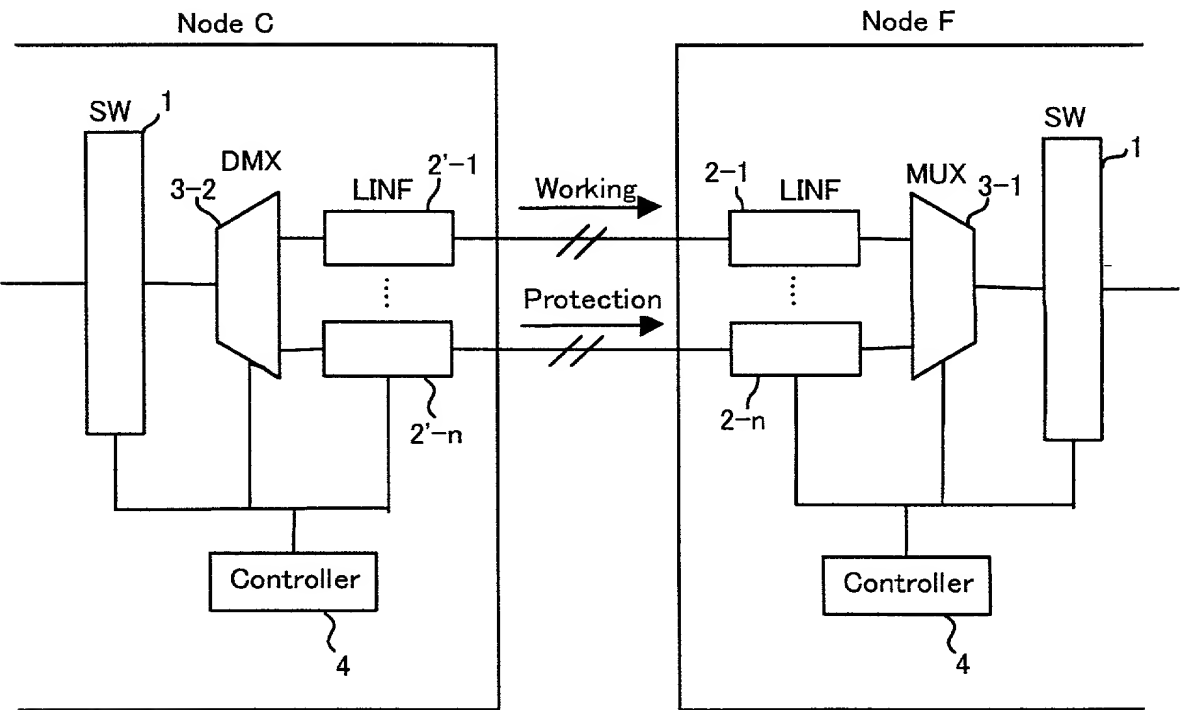 Node C
Node F
SW
1
DMX
3-2
LINF
2'-1
Working
2-1
LINF
MUX
3-1
SW
1
Protection
2'-n
2-n
Controller
4
Controller
4